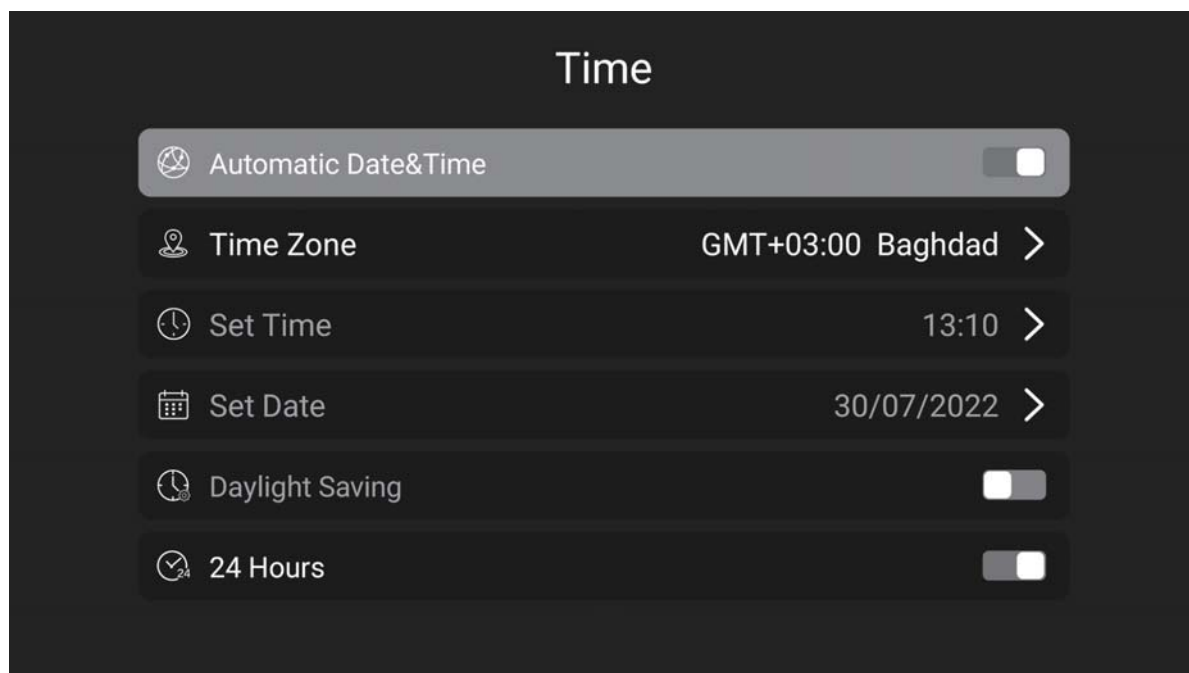 Time
Automatic Date&Time
Time Zone GMT+03:00 Baghdad
Set Time 13:10
Set Date 30/07/2022
Daylight Saving
24 Hours